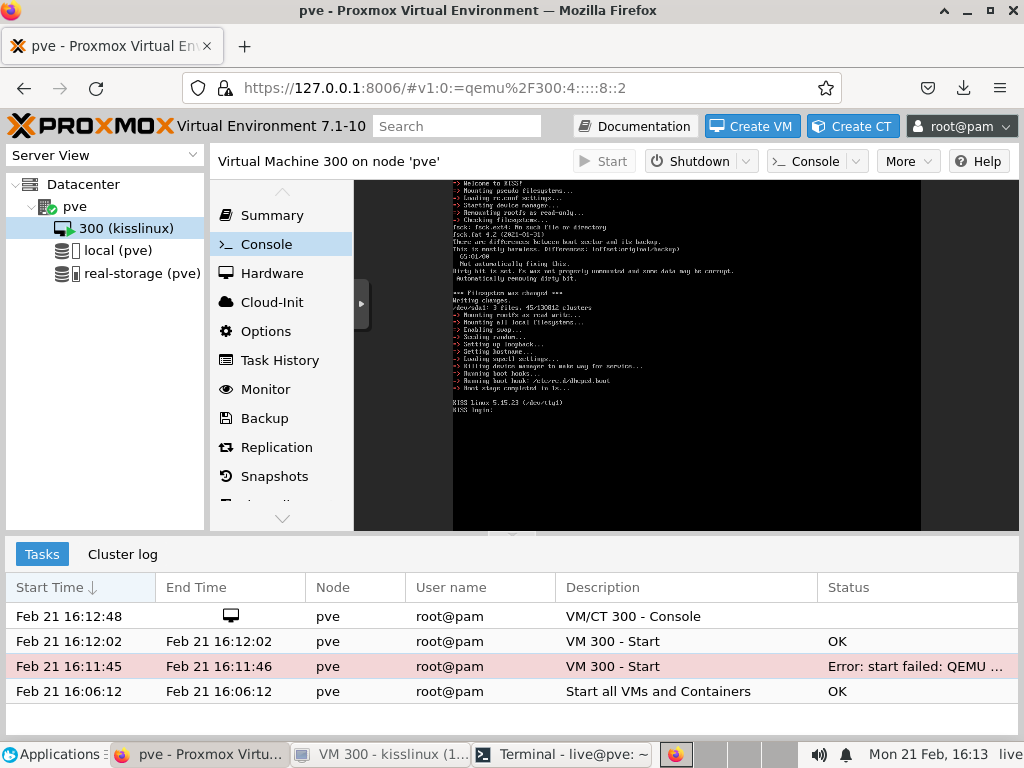 pve - Proxmox Virtual Environment — Mozilla Firefox
pve - Proxmox Virtual En
https://127.0.0.1:8006/#v1:0:=qemu%2F300:4:::::8::2
PROXMOX Virtual Environment 7.1-10 Search Documentation Create VM Create CT root@pam
Server View
Virtual Machine 300 on node 'pve' Start Shutdown Console More Help
Datacenter
pve
300 (kisslinux)
local (pve)
real-storage (pve)
Summary
Console
Hardware
Cloud-Init
Options
Task History
Monitor
Backup
Replication
Snapshots
=> Welcome to KISS!
=> Mounting pseudo filesystems...
=> Loading rc.conf settings...
=> Starting device manager...
=> Remounting rootfs as read-only...
=> Checking filesystems...
fsck: fsck.ext4: No such file or directory
fsck.fat 4.2 (2021-01-31)
There are differences between boot sector and its backup.
This is mostly harmless. Differences: (offset:original/backup)
65:01/00
Not automatically fixing this.
Dirty bit is set. Fs was not properly unmounted and some data may be corrupt.
Automatically removing dirty bit.
*** Filesystem was changed ***
Writing changes.
/dev/sda1: 3 files, 45/130812 clusters
=> Mounting rootfs as read-write...
=> Mounting all local filesystems...
=> Enabling swap...
=> Seeding random...
=> Setting up loopback...
=> Setting hostname...
=> Loading sysctl settings...
=> Killing device manager to make way for service...
=> Running boot hooks...
=> Running boot hook: /etc/rc.d/dhcpcd.boot
=> Boot stage completed in 1s...
KISS Linux 5.15.23 (/dev/tty1)
KISS login:
Tasks Cluster log
Start Time End Time Node User name Description Status
Feb 21 16:12:48 pve root@pam VM/CT 300 - Console
Feb 21 16:12:02 Feb 21 16:12:02 pve root@pam VM 300 - Start OK
Feb 21 16:11:45 Feb 21 16:11:46 pve root@pam VM 300 - Start Error: start failed: QEMU ...
Feb 21 16:06:12 Feb 21 16:06:12 pve root@pam Start all VMs and Containers OK
Applications pve - Proxmox Virtu... VM 300 - kisslinux (1... Terminal - live@pve: ~ Mon 21 Feb, 16:13 live